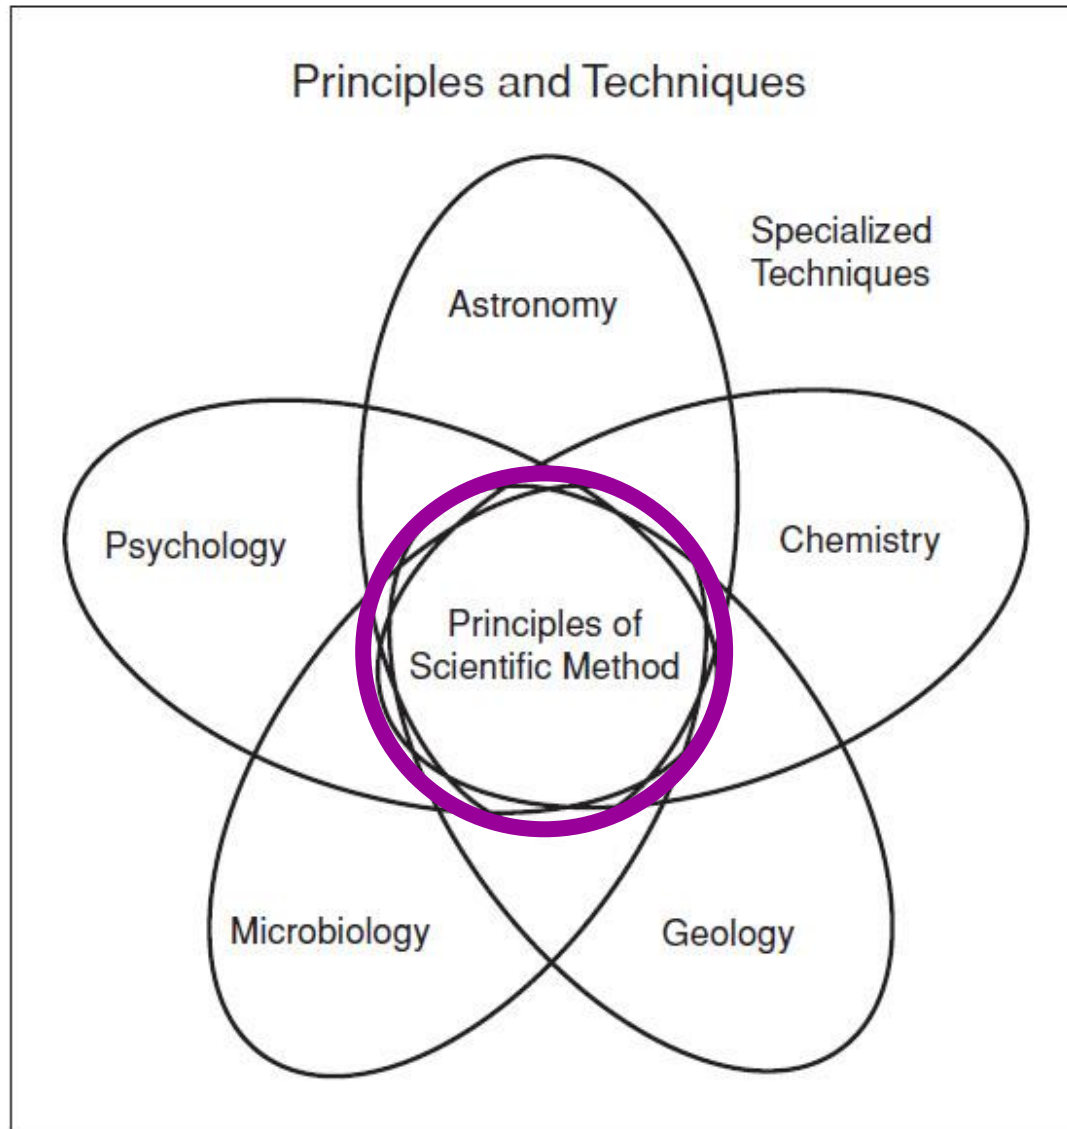 Principles and Techniques
Specialized
Techniques
Astronomy
Psychology
Chemistry
Principles of
Scientific Method
Microbiology
Geology